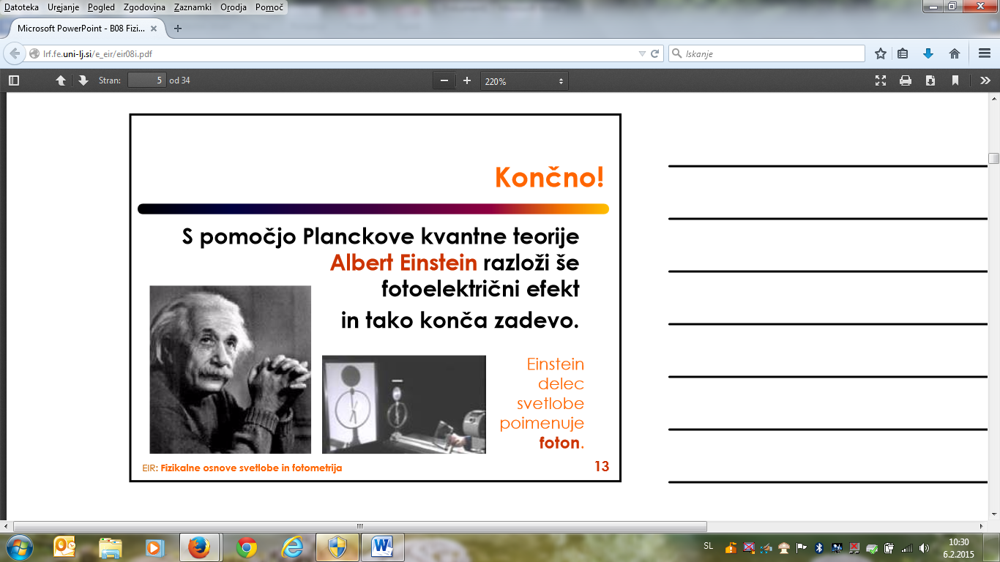 Datoteka Urejanje Pogled Zgodovina Zaznamki Orodja Pomoč
Microsoft PowerPoint - B08 Fizi...
lrf.fe.uni-lj.si/e_eir/eir08i.pdf
Iskanje
Stran: 5 od 34
220%
Končno!
S pomočjo Planckove kvantne teorije
Albert Einstein razloži še
fotoelektrični efekt
in tako konča zadevo.
Einstein
delec
svetlobe
poimenuje
foton.
EIR: Fizikalne osnove svetlobe in fotometrija
13
SL
10:30
6.2.2015